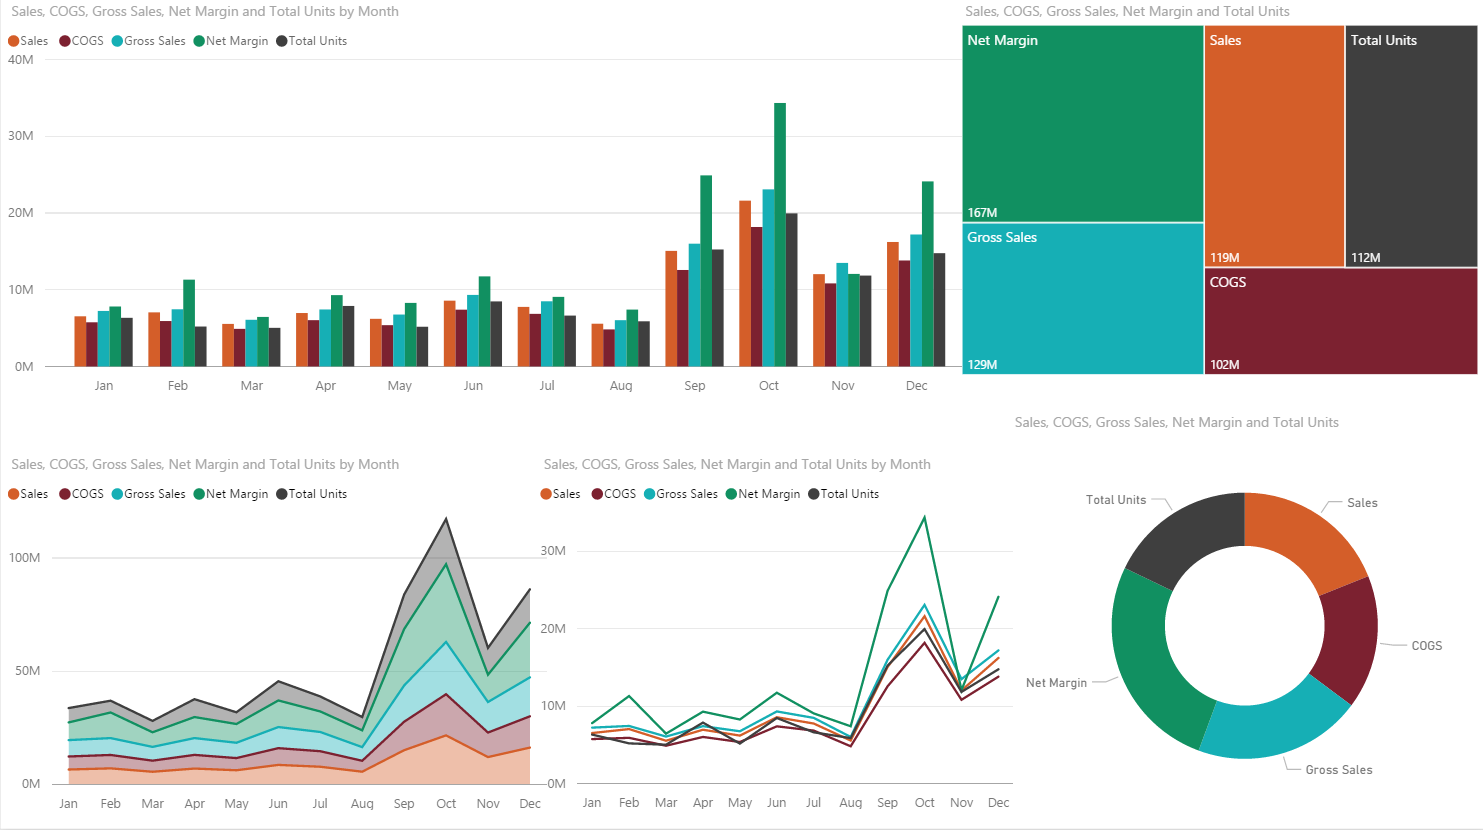 Sales, COGS, Gross Sales, Net Margin and Total Units by Month
Sales COGS Gross Sales Net Margin Total Units
40M
30M
20M
10M
0M
Jan Feb Mar Apr May Jun Jul Aug Sep Oct Nov Dec
Sales, COGS, Gross Sales, Net Margin and Total Units
Net Margin
167M
Sales
119M
Total Units
112M
Gross Sales
129M
COGS
102M
Sales, COGS, Gross Sales, Net Margin and Total Units by Month
Sales COGS Gross Sales Net Margin Total Units
100M
50M
0M
Jan Feb Mar Apr May Jun Jul Aug Sep Oct Nov Dec
Sales, COGS, Gross Sales, Net Margin and Total Units by Month
Sales COGS Gross Sales Net Margin Total Units
30M
20M
10M
0M
Jan Feb Mar Apr May Jun Jul Aug Sep Oct Nov Dec
Sales, COGS, Gross Sales, Net Margin and Total Units
Total Units
Sales
COGS
Net Margin
Gross Sales